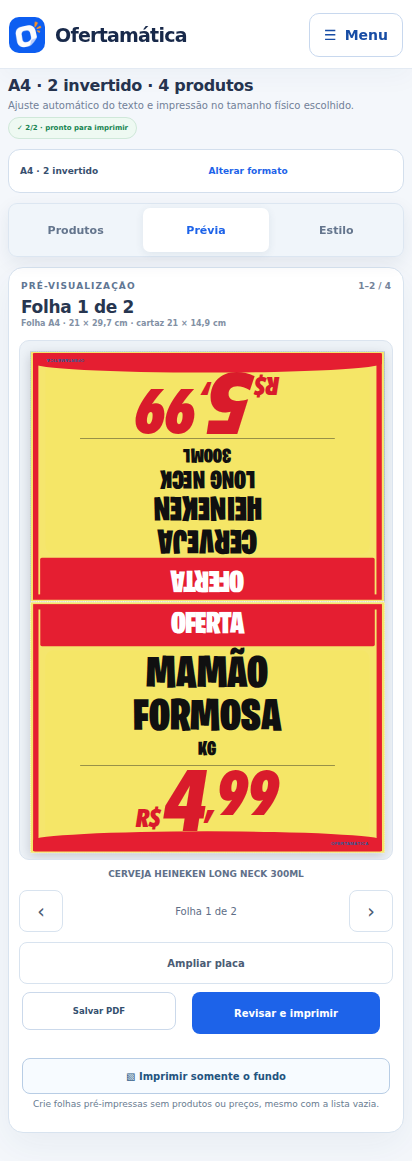 Ofertamática
☰ Menu
A4 · 2 invertido · 4 produtos
Ajuste automático do texto e impressão no tamanho físico escolhido.
✓ 2/2 · pronto para imprimir
A4 · 2 invertido
Alterar formato
Produtos
Prévia
Estilo
PRÉ-VISUALIZAÇÃO
1–2 / 4
Folha 1 de 2
Folha A4 · 21 × 29,7 cm · cartaz 21 × 14,9 cm
OFERTA
CERVEJA
HEINEKEN
LONG NECK
300ML
R$ 5,99
OFERTA
MAMÃO
FORMOSA
KG
R$ 4,99
CERVEJA HEINEKEN LONG NECK 300ML
‹
Folha 1 de 2
›
Ampliar placa
Salvar PDF
Revisar e imprimir
▧ Imprimir somente o fundo
Crie folhas pré-impressas sem produtos ou preços, mesmo com a lista vazia.